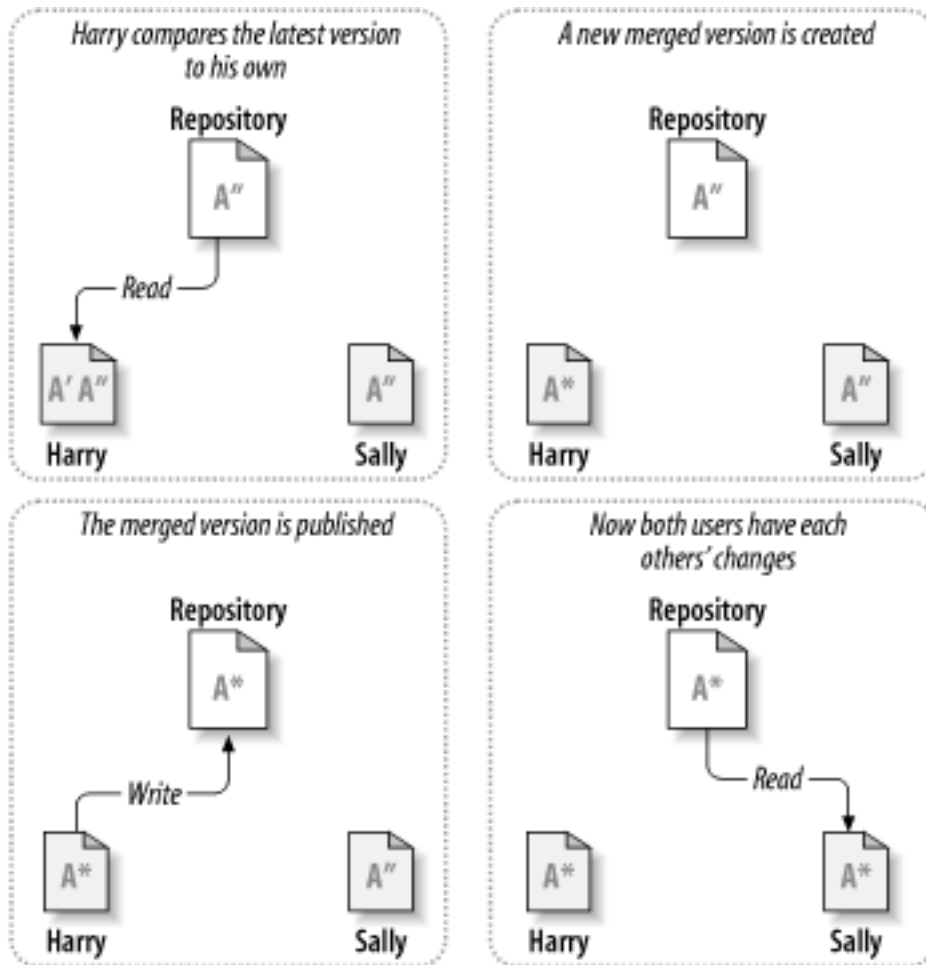 Harry compares the latest version
to his own
Repository
A″
Read
A′ A″
A″
Harry
Sally
A new merged version is created
Repository
A″
A*
A″
Harry
Sally
The merged version is published
Repository
A*
Write
A*
A″
Harry
Sally
Now both users have each
others’ changes
Repository
A*
Read
A*
A*
Harry
Sally